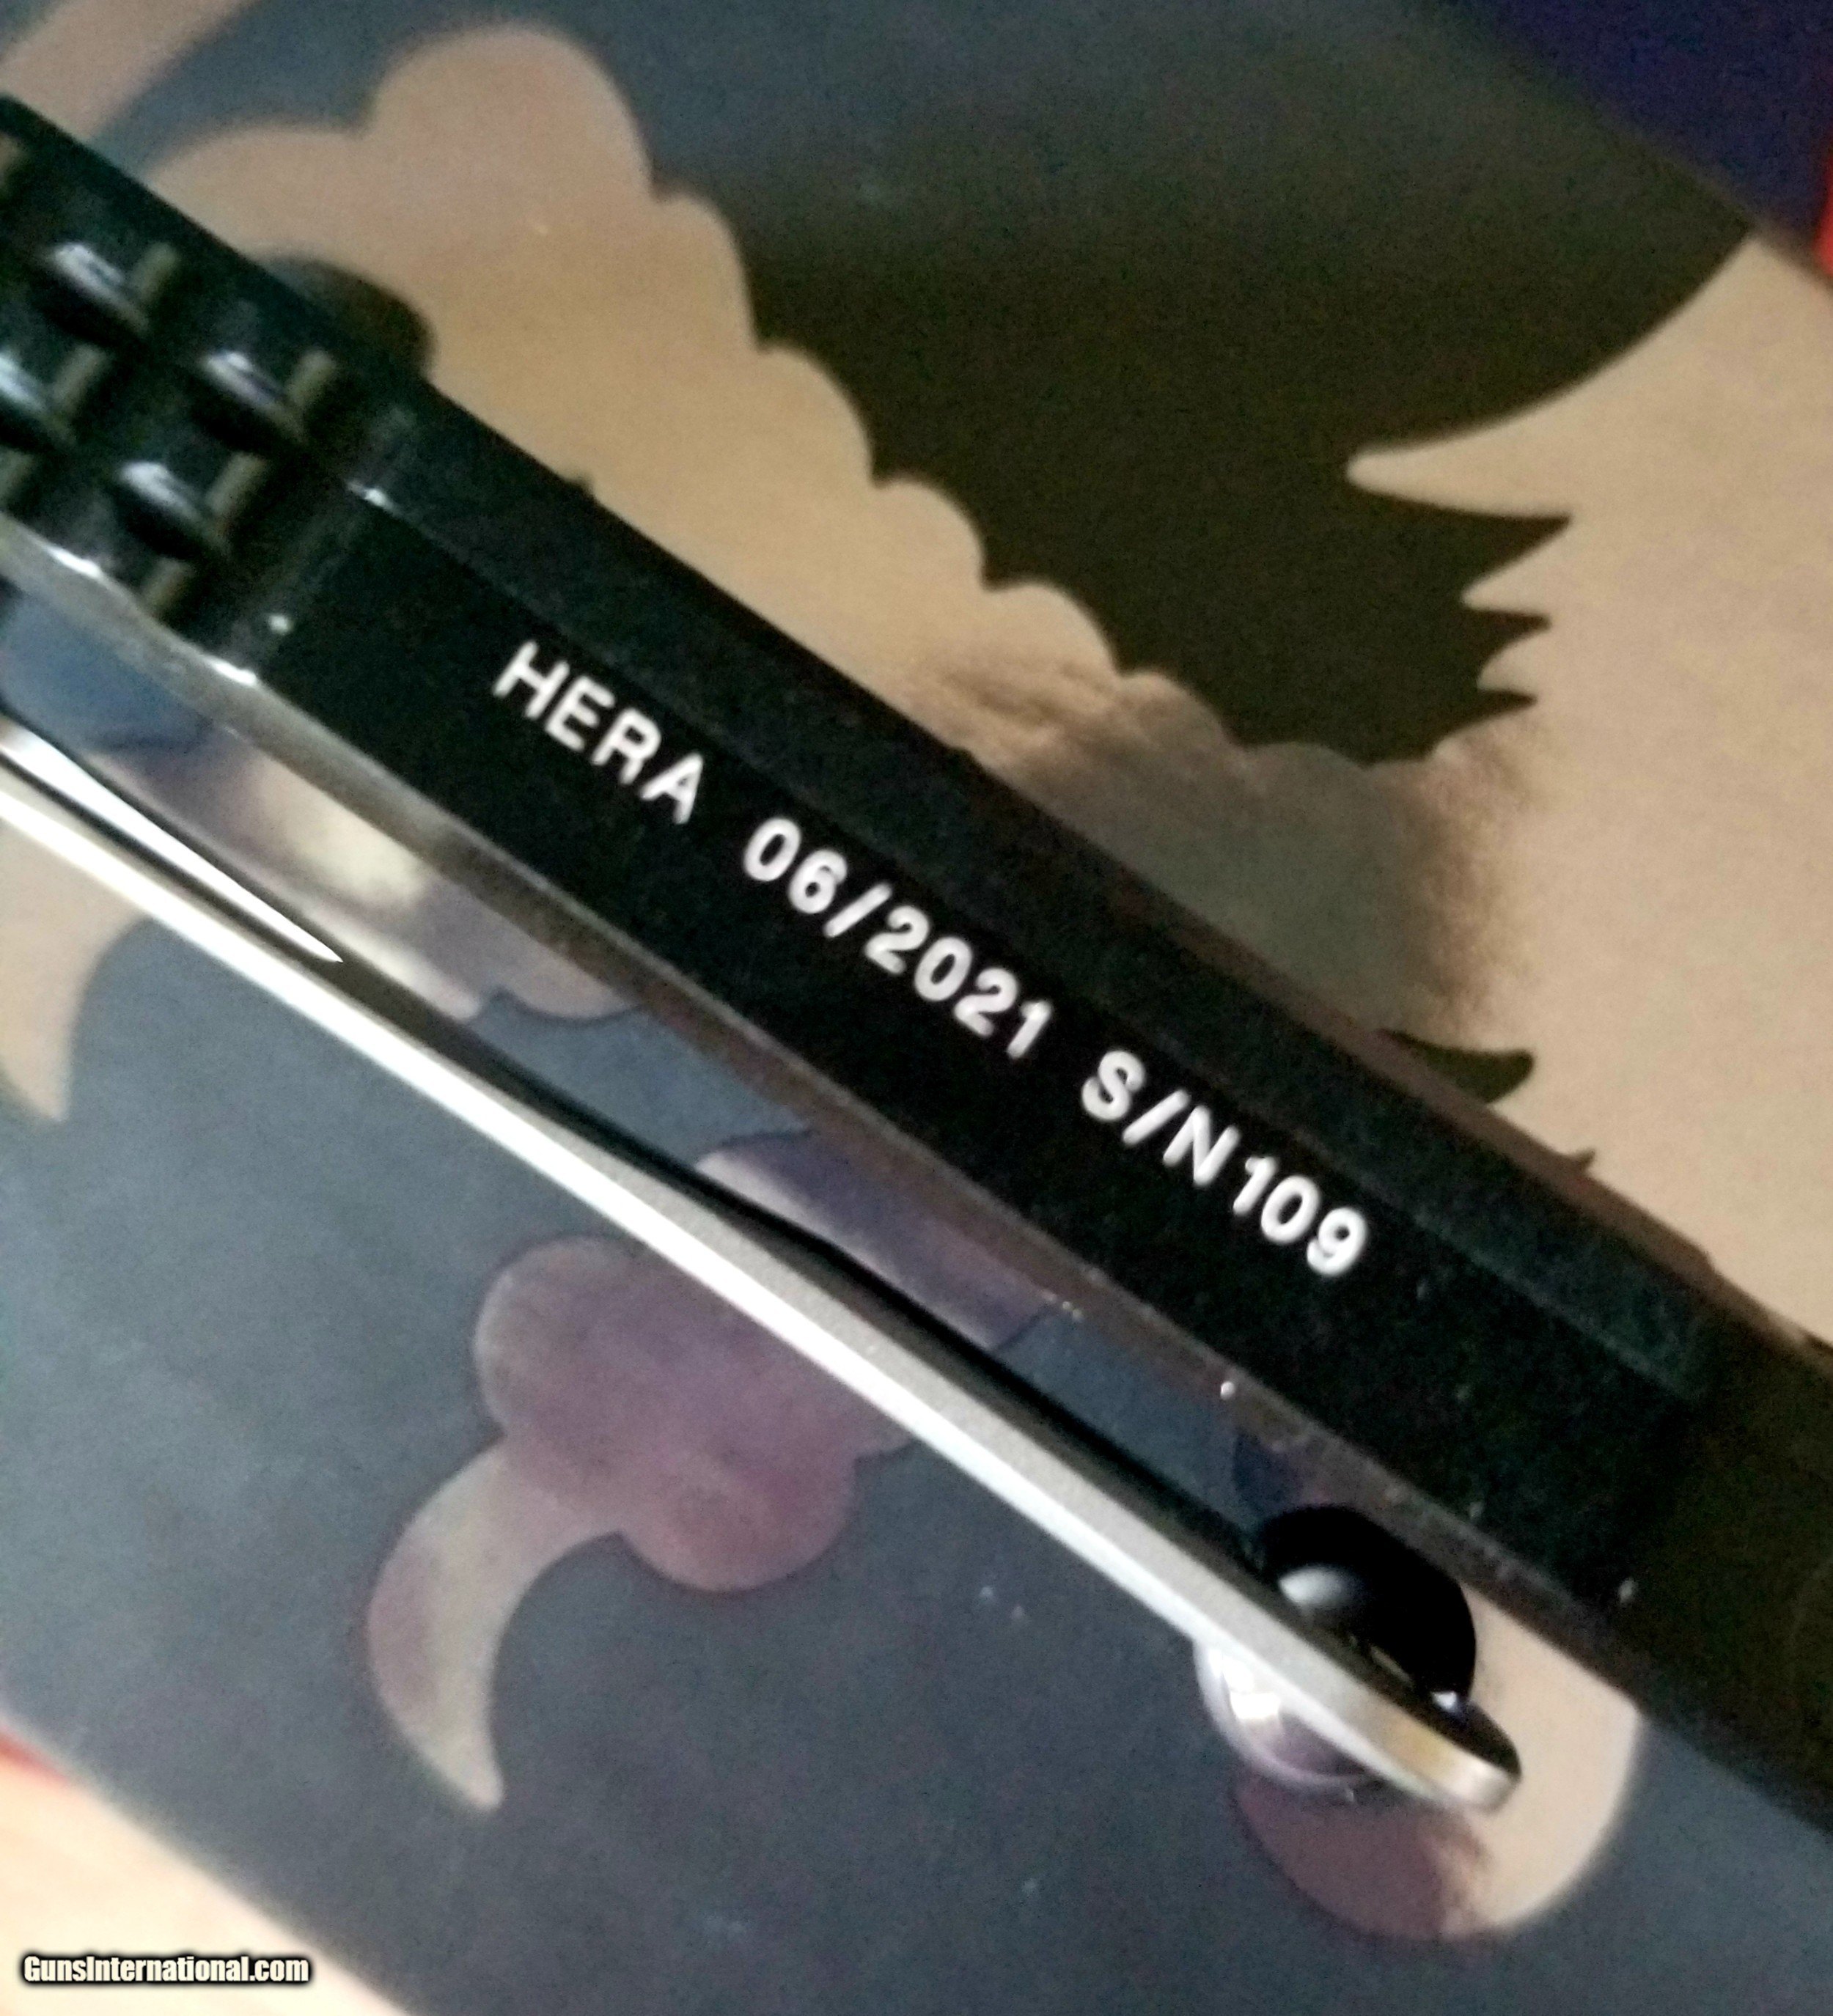 HERA 06/2021 S/N109
GunsInternational.com